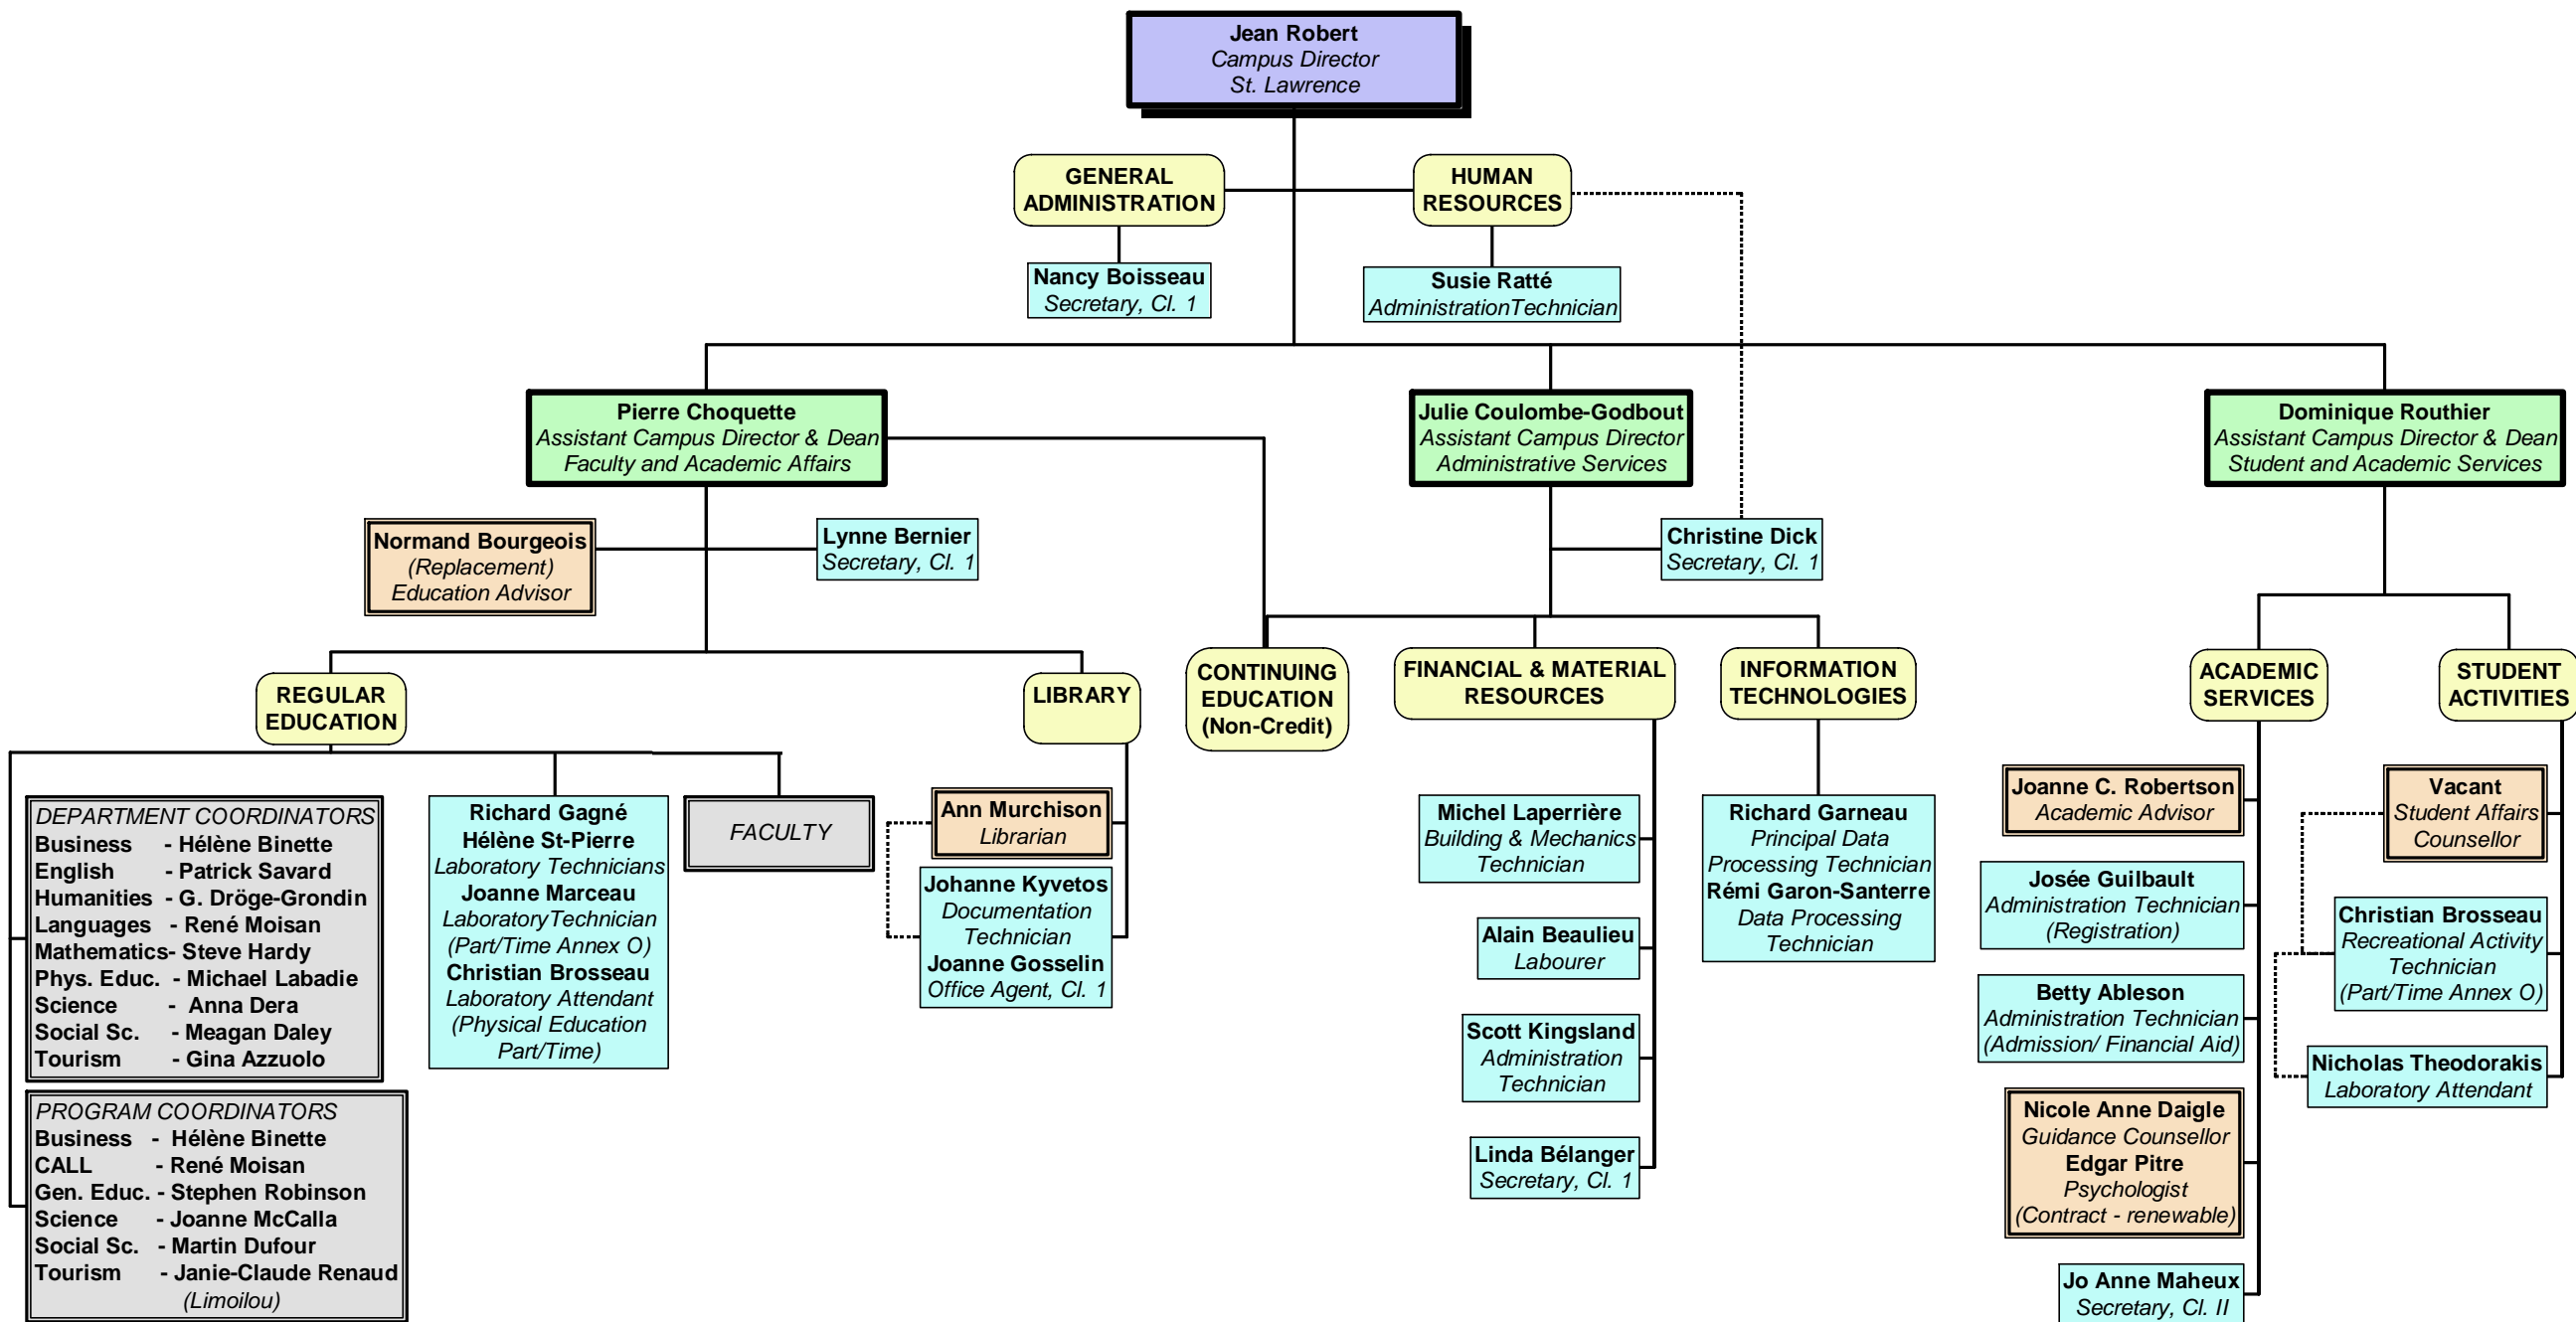 Jean Robert
Campus Director
St. Lawrence
GENERAL
ADMINISTRATION
HUMAN
RESOURCES
Nancy Boisseau
Secretary, Cl. 1
Susie Ratté
AdministrationTechnician
Pierre Choquette
Assistant Campus Director & Dean
Faculty and Academic Affairs
Julie Coulombe-Godbout
Assistant Campus Director
Administrative Services
Dominique Routhier
Assistant Campus Director & Dean
Student and Academic Services
Normand Bourgeois
(Replacement)
Education Advisor
Lynne Bernier
Secretary, Cl. 1
Christine Dick
Secretary, Cl. 1
REGULAR
EDUCATION
LIBRARY
CONTINUING
EDUCATION
(Non-Credit)
FINANCIAL & MATERIAL
RESOURCES
INFORMATION
TECHNOLOGIES
ACADEMIC
SERVICES
STUDENT
ACTIVITIES
DEPARTMENT COORDINATORS
Business - Hélène Binette
English - Patrick Savard
Humanities - G. Dröge-Grondin
Languages - René Moisan
Mathematics- Steve Hardy
Phys. Educ. - Michael Labadie
Science - Anna Dera
Social Sc. - Meagan Daley
Tourism - Gina Azzuolo
PROGRAM COORDINATORS
Business - Hélène Binette
CALL - René Moisan
Gen. Educ. - Stephen Robinson
Science - Joanne McCalla
Social Sc. - Martin Dufour
Tourism - Janie-Claude Renaud
(Limoilou)
Richard Gagné
Hélène St-Pierre
Laboratory Technicians
Joanne Marceau
LaboratoryTechnician
(Part/Time Annex O)
Christian Brosseau
Laboratory Attendant
(Physical Education
Part/Time)
FACULTY
Ann Murchison
Librarian
Johanne Kyvetos
Documentation
Technician
Joanne Gosselin
Office Agent, Cl. 1
Michel Laperrière
Building & Mechanics
Technician
Alain Beaulieu
Labourer
Scott Kingsland
Administration
Technician
Linda Bélanger
Secretary, Cl. 1
Richard Garneau
Principal Data
Processing Technician
Rémi Garon-Santerre
Data Processing
Technician
Joanne C. Robertson
Academic Advisor
Josée Guilbault
Administration Technician
(Registration)
Betty Ableson
Administration Technician
(Admission/ Financial Aid)
Nicole Anne Daigle
Guidance Counsellor
Edgar Pitre
Psychologist
(Contract - renewable)
Jo Anne Maheux
Secretary, Cl. II
Vacant
Student Affairs
Counsellor
Christian Brosseau
Recreational Activity
Technician
(Part/Time Annex O)
Nicholas Theodorakis
Laboratory Attendant